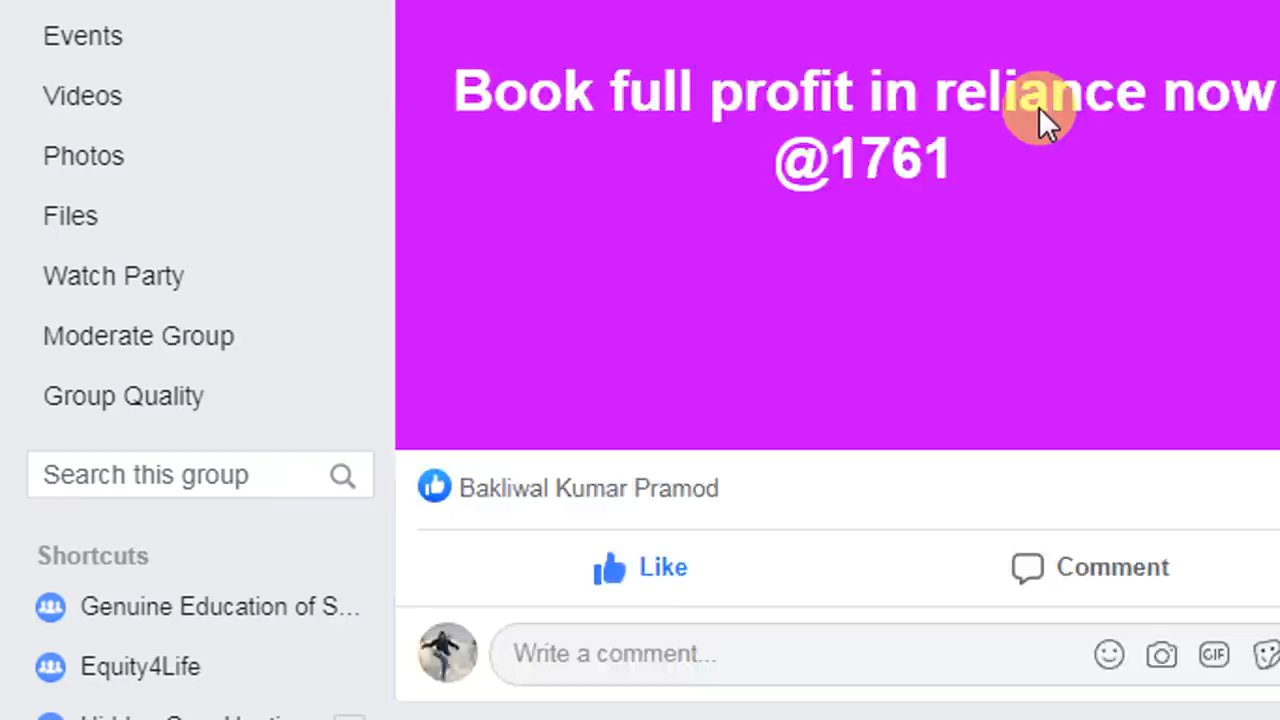 Events
Videos
Photos
Files
Watch Party
Moderate Group
Group Quality
Search this group
Shortcuts
Genuine Education of S...
Equity4Life
Book full profit in reliance now
@1761
Bakliwal Kumar Pramod
Like
Comment
Write a comment...
GIF